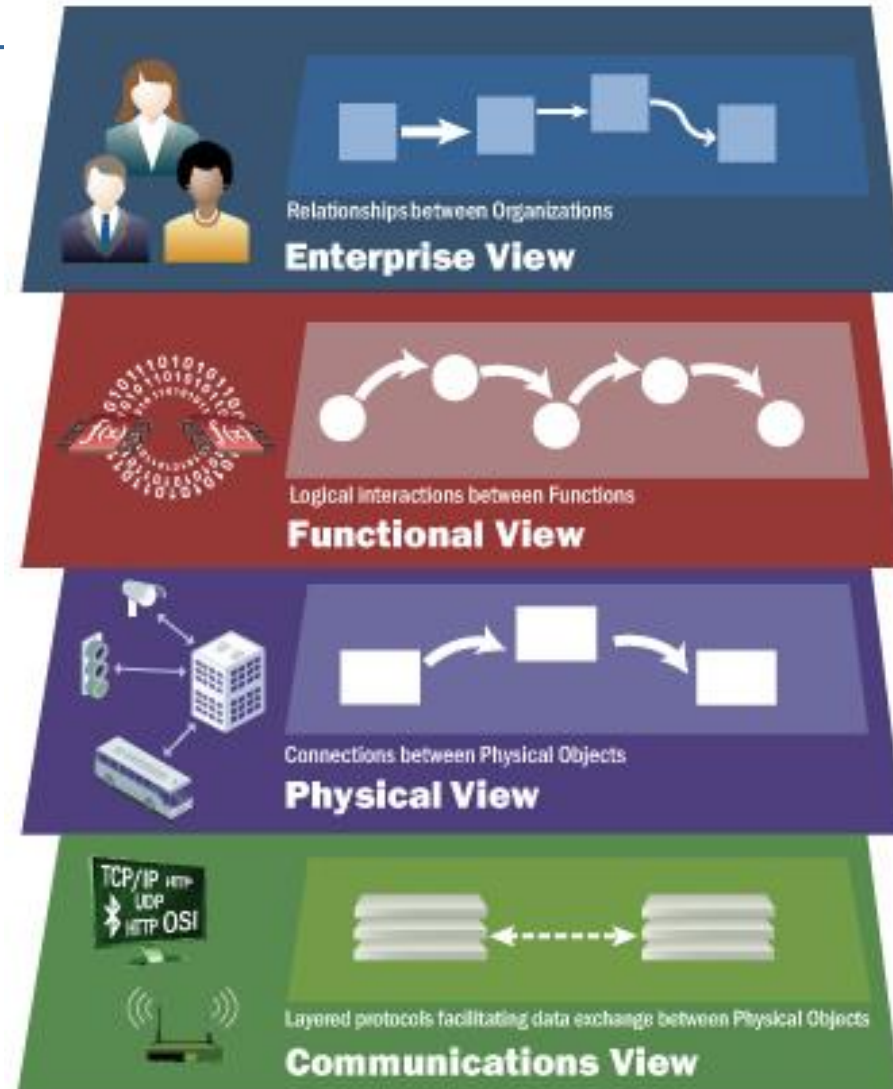 Relationships between Organizations
Enterprise View
f(x)
f(x)
Logical interactions between Functions
Functional View
Connections between Physical Objects
Physical View
TCP/IP HTTP
UDP
HTTP OSI
Layered protocols facilitating data exchange between Physical Objects
Communications View